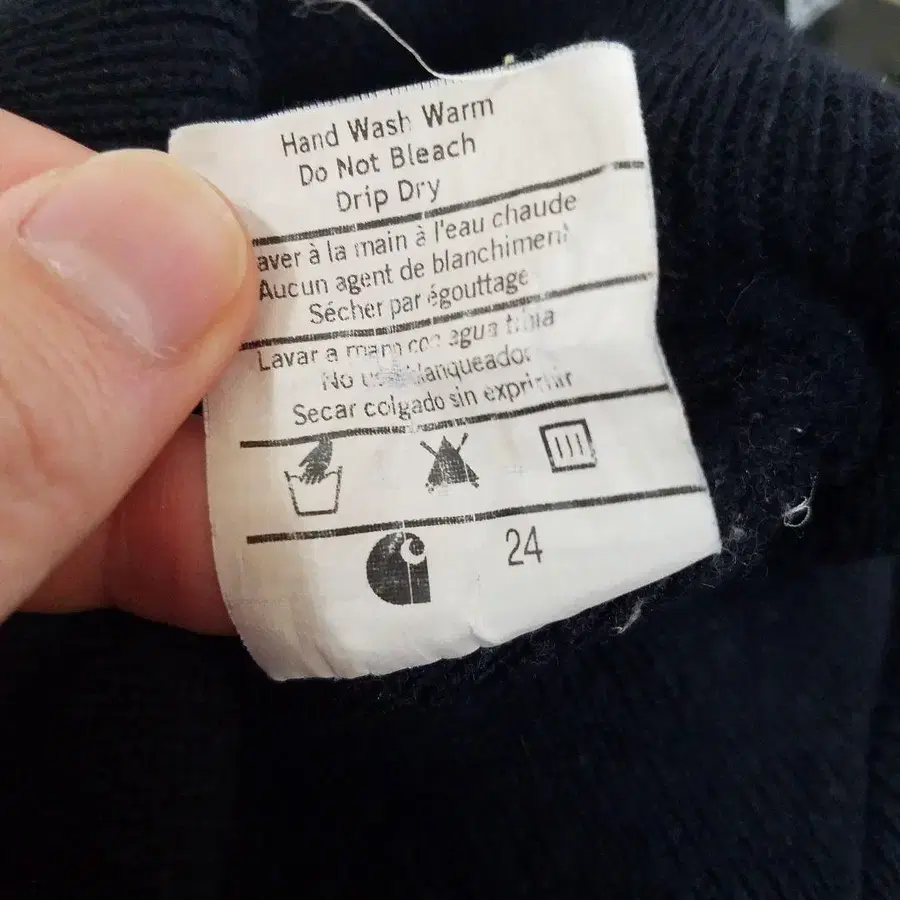 Hand Wash Warm
Do Not Bleach
Drip Dry
aver à la main à l'eau chaude
Aucun agent de blanchiment
Sécher par égouttage
Lavar a mano con agua tibia
No blanqueador
Secar colgado sin exprimir
24